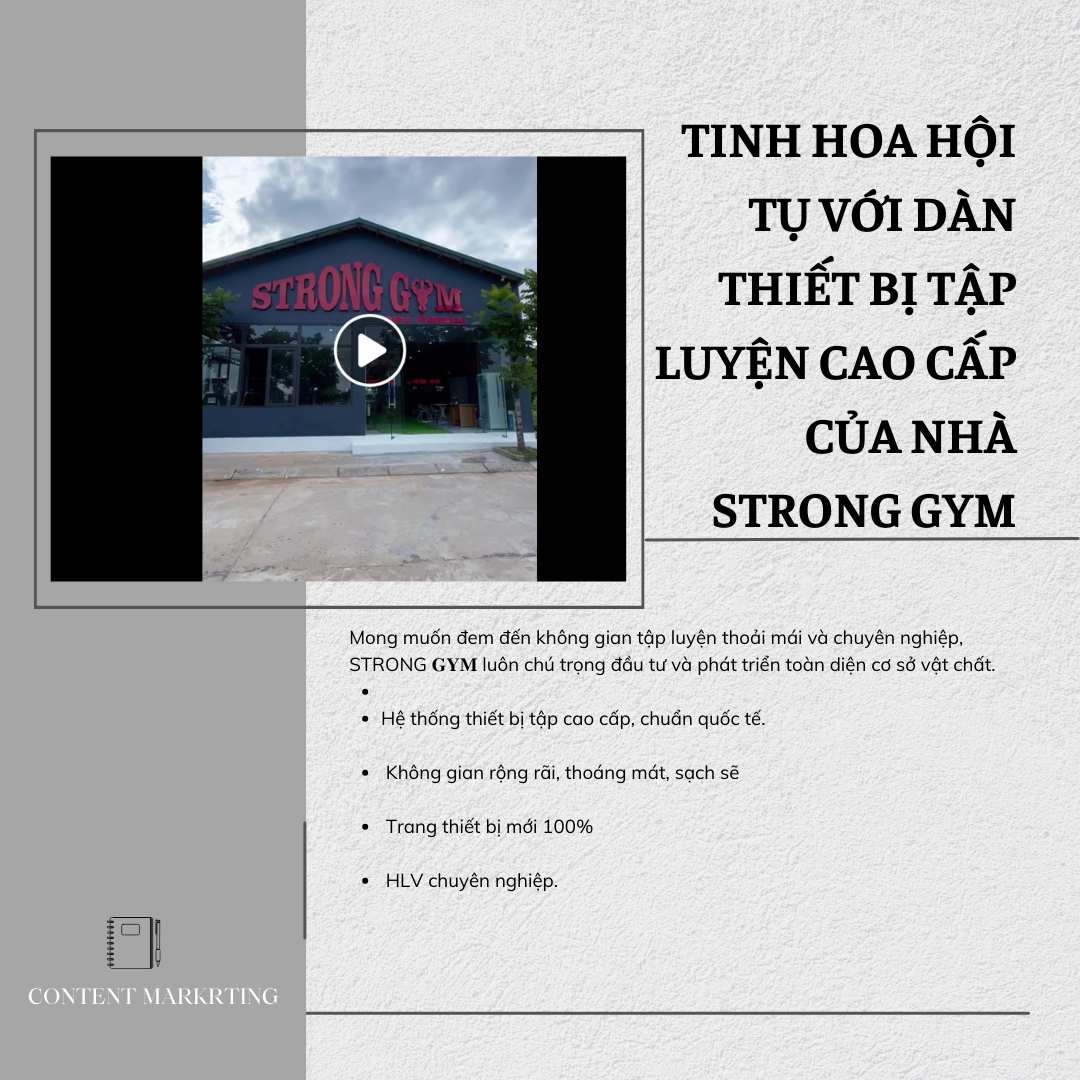 TINH HOA HỘI
TỤ VỚI DÀN
THIẾT BỊ TẬP
LUYỆN CAO CẤP
CỦA NHÀ
STRONG GYM
STRONG GYM
Mong muốn đem đến không gian tập luyện thoải mái và chuyên nghiệp,
STRONG GYM luôn chú trọng đầu tư và phát triển toàn diện cơ sở vật chất.
•
• Hệ thống thiết bị tập cao cấp, chuẩn quốc tế.
• Không gian rộng rãi, thoáng mát, sạch sẽ
• Trang thiết bị mới 100%
• HLV chuyên nghiệp.
CONTENT MARKRTING